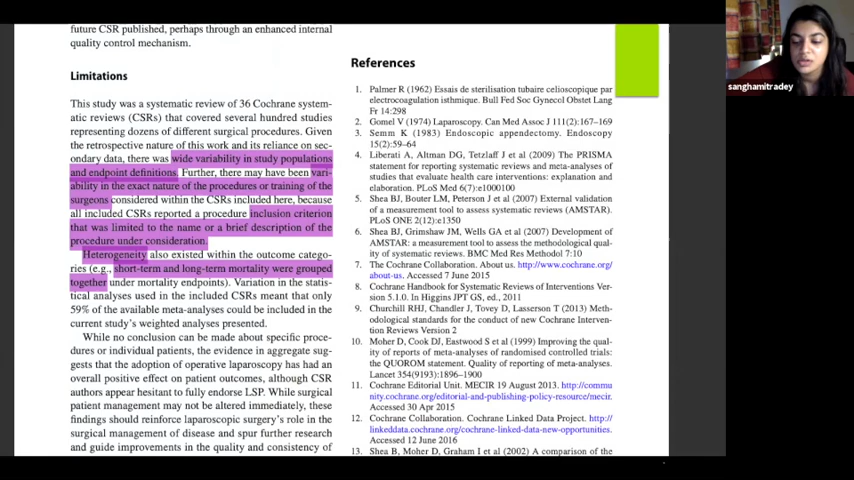 future CSR published, perhaps through an enhanced internal
quality control mechanism.
Limitations
This study was a systematic review of 36 Cochrane system-
atic reviews (CSRs) that covered several hundred studies
representing dozens of different surgical procedures. Given
the retrospective nature of this work and its reliance on sec-
ondary data, there was wide variability in study populations
and endpoint definitions. Further, there may have been vari-
ability in the exact nature of the procedures or training of the
surgeons considered within the CSRs included here, because
all included CSRs reported a procedure inclusion criterion
that was limited to the name or a brief description of the
procedure under consideration.
Heterogeneity also existed within the outcome catego-
ries (e.g., short-term and long-term mortality were grouped
together under mortality endpoints). Variation in the statis-
tical analyses used in the included CSRs meant that only
59% of the available meta-analyses could be included in the
current study's weighted analyses presented.
While no conclusion can be made about specific proce-
dures or individual patients, the evidence in aggregate sug-
gests that the adoption of operative laparoscopy has had an
overall positive effect on patient outcomes, although CSR
authors appear hesitant to fully endorse LSP. While surgical
patient management may not be altered immediately, these
findings should reinforce laparoscopic surgery's role in the
surgical management of disease and spur further research
and guide improvements in the quality and consistency of
References
1. Palmer R (1962) Essais de sterilisation tubaire celioscopique par
electrocoagulation isthmique. Bull Fed Soc Gynecol Obstet Lang
Fr 14:298
2. Gomel V (1974) Laparoscopy. Can Med Assoc J 111(2):167–169
3. Semm K (1983) Endoscopic appendectomy. Endoscopy
15(2):59–64
4. Liberati A, Altman DG, Tetzlaff J et al (2009) The PRISMA
statement for reporting systematic reviews and meta-analyses of
studies that evaluate health care interventions: explanation and
elaboration. PLoS Med 6(7):e1000100
5. Shea BJ, Bouter LM, Peterson J et al (2007) External validation
of a measurement tool to assess systematic reviews (AMSTAR).
PLoS ONE 2(12):e1350
6. Shea BJ, Grimshaw JM, Wells GA et al (2007) Development of
AMSTAR: a measurement tool to assess the methodological qual-
ity of systematic reviews. BMC Med Res Methodol 7:10
7. The Cochrane Collaboration. About us. http://www.cochrane.org/
about-us. Accessed 7 June 2015
8. Cochrane Handbook for Systematic Reviews of Interventions Ver-
sion 5.1.0. In Higgins JPT GS, ed., 2011
9. Churchill RHJ, Chandler J, Tovey D, Lasserson T (2013) Meth-
odological standards for the conduct of new Cochrane Interven-
tion Reviews Version 2
10. Moher D, Cook DJ, Eastwood S et al (1999) Improving the qual-
ity of reports of meta-analyses of randomised controlled trials:
the QUOROM statement. Quality of reporting of meta-analyses.
Lancet 354(9193):1896–1900
11. Cochrane Editorial Unit. MECIR 19 August 2013. http://commu
nity.cochrane.org/editorial-and-publishing-policy-resource/mecir.
Accessed 30 Apr 2015
12. Cochrane Collaboration. Cochrane Linked Data Project. http://
linkeddata.cochrane.org/cochrane-linked-data-new-opportunities.
Accessed 12 June 2016
13. Shea B, Moher D, Graham I et al (2002) A comparison of the
sanghamitradey